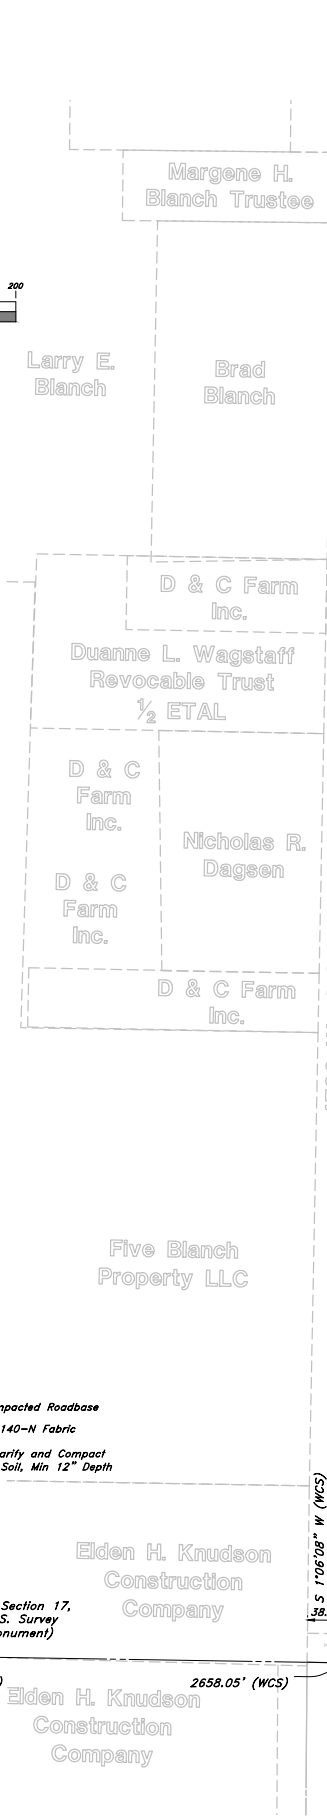 Margene H.
Blanch Trustee
200
Larry E.
Blanch
Brad
Blanch
D & C Farm
Inc.
Duanne L. Wagstaff
Revocable Trust
½ ETAL
D & C
Farm
Inc.
Nicholas R.
Dagsen
D & C
Farm
Inc.
D & C Farm
Inc.
Five Blanch
Property LLC
mpacted Roadbase
140-N Fabric
arify and Compact
Soil, Min 12" Depth
S 1°06'08" W (WCS)
Elden H. Knudson
Construction
Company
Section 17,
S. Survey
onument)
38.
2658.05' (WCS)
Elden H. Knudson
Construction
Company